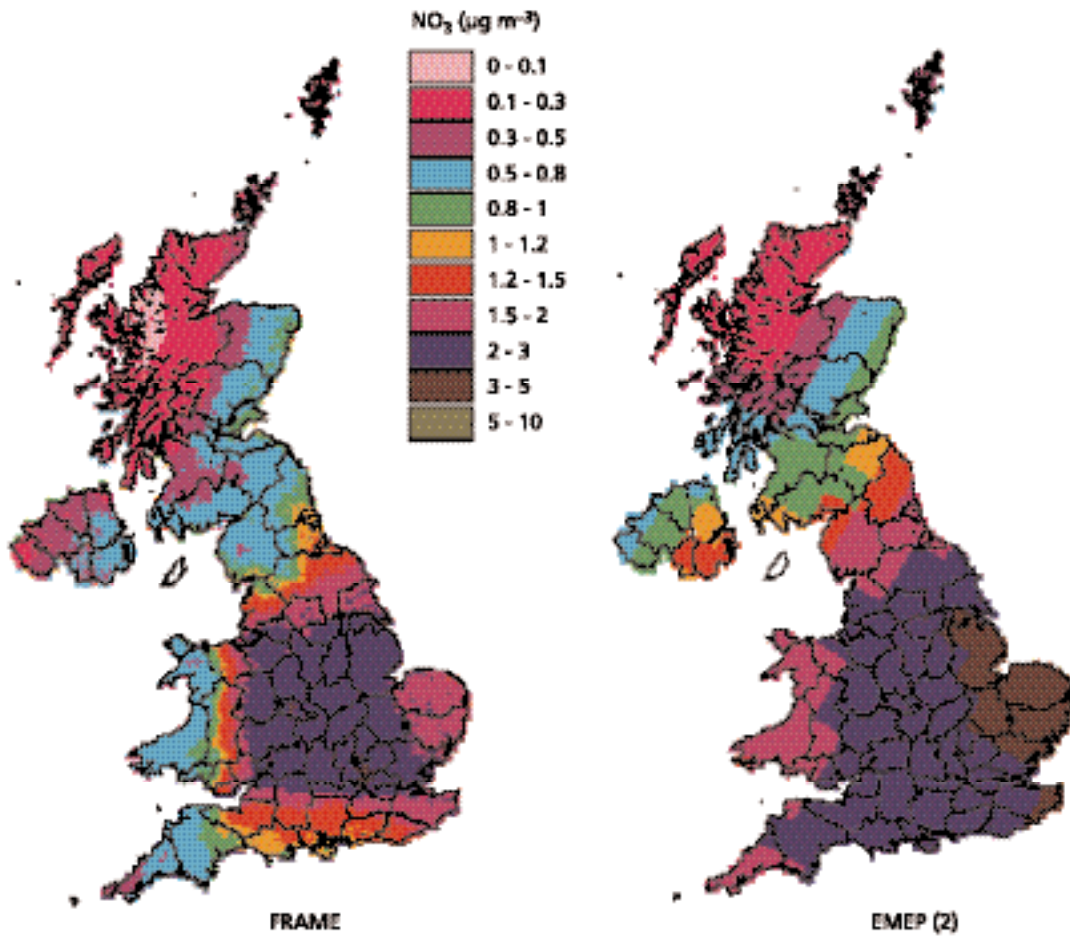 NO₃ (µg m⁻³)
0 - 0.1
0.1 - 0.3
0.3 - 0.5
0.5 - 0.8
0.8 - 1
1 - 1.2
1.2 - 1.5
1.5 - 2
2 - 3
3 - 5
5 - 10
FRAME
EMEP (2)